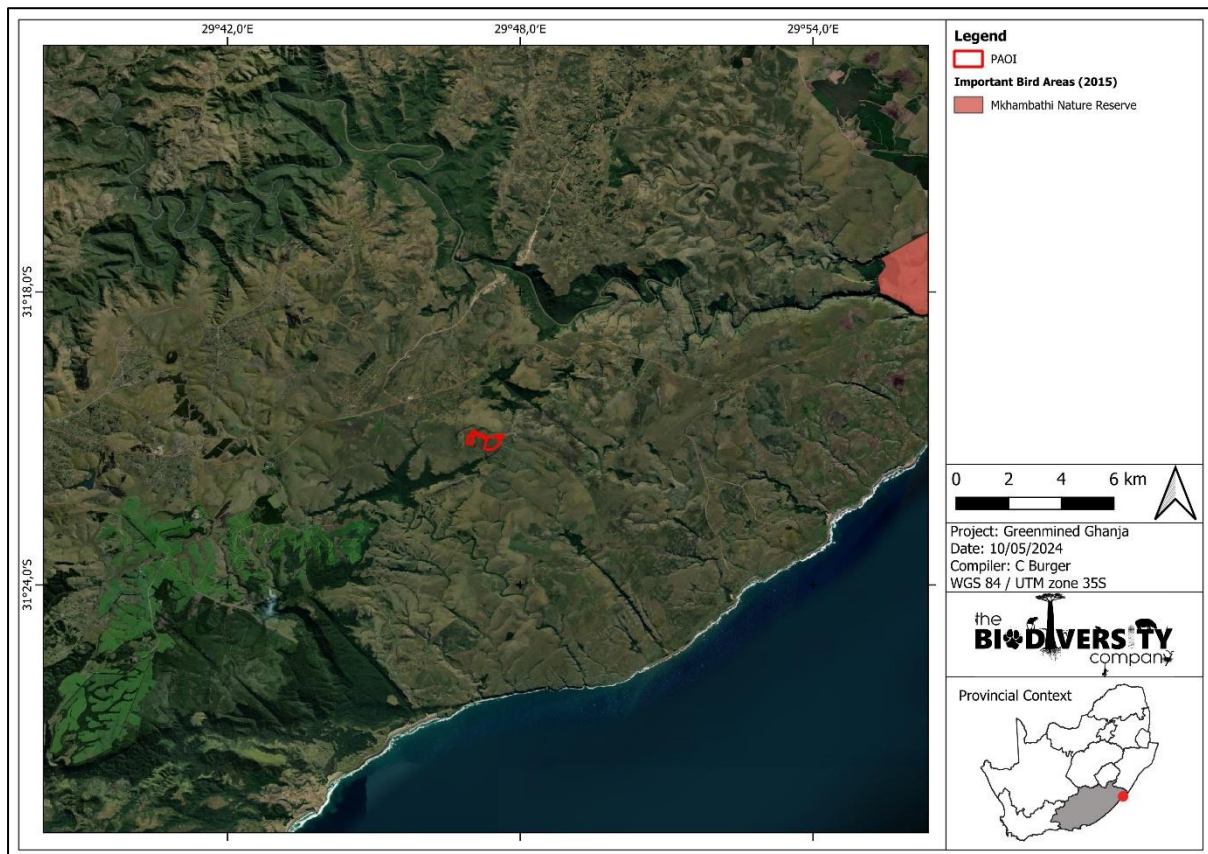 29°42,0'E
29°48,0'E
29°54,0'E
31°18,0'S
31°24,0'S
Legend
PAOI
Important Bird Areas (2015)
Mkhambathi Nature Reserve
0 2 4 6 km
Project: Greenmined Ghanja
Date: 10/05/2024
Compiler: C Burger
WGS 84 / UTM zone 35S
the
BIODIVERSITY
company
Provincial Context